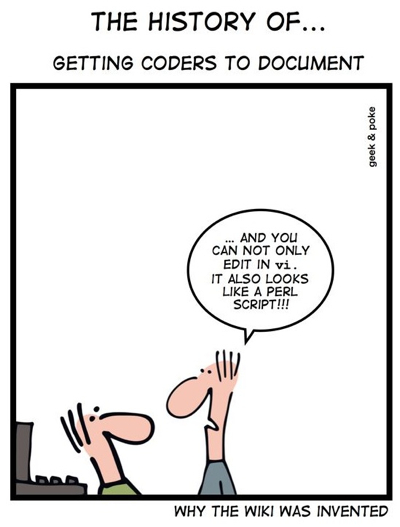 THE HISTORY OF...
GETTING CODERS TO DOCUMENT
geek & poke
... AND YOU
CAN NOT ONLY
EDIT IN vi.
IT ALSO LOOKS
LIKE A PERL
SCRIPT!!!
WHY THE WIKI WAS INVENTED